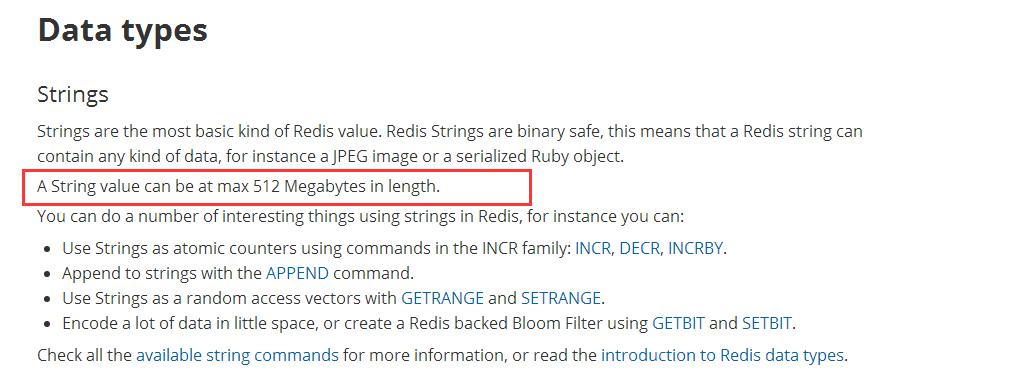 Data types
Strings
Strings are the most basic kind of Redis value. Redis Strings are binary safe, this means that a Redis string can
contain any kind of data, for instance a JPEG image or a serialized Ruby object.
A String value can be at max 512 Megabytes in length.
You can do a number of interesting things using strings in Redis, for instance you can:
• Use Strings as atomic counters using commands in the INCR family: INCR, DECR, INCRBY.
• Append to strings with the APPEND command.
• Use Strings as a random access vectors with GETRANGE and SETRANGE.
• Encode a lot of data in little space, or create a Redis backed Bloom Filter using GETBIT and SETBIT.
Check all the available string commands for more information, or read the introduction to Redis data types.